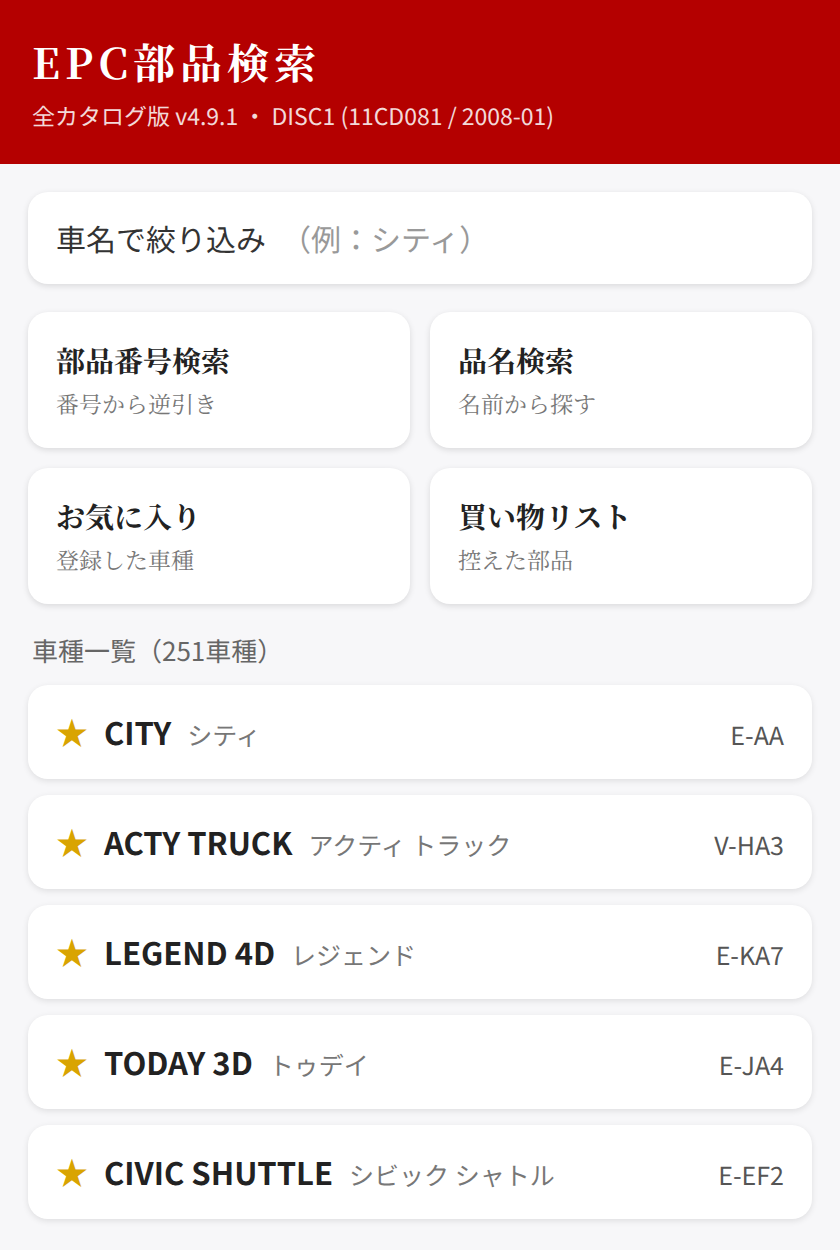 EPC部品検索
全カタログ版 v4.9.1 ・ DISC1 (11CD081 / 2008-01)
車名で絞り込み （例：シティ）
部品番号検索
番号から逆引き
品名検索
名前から探す
お気に入り
登録した車種
買い物リスト
控えた部品
車種一覧（251車種）
★ CITY シティ E-AA
★ ACTY TRUCK アクティ トラック V-HA3
★ LEGEND 4D レジェンド E-KA7
★ TODAY 3D トゥデイ E-JA4
★ CIVIC SHUTTLE シビック シャトル E-EF2